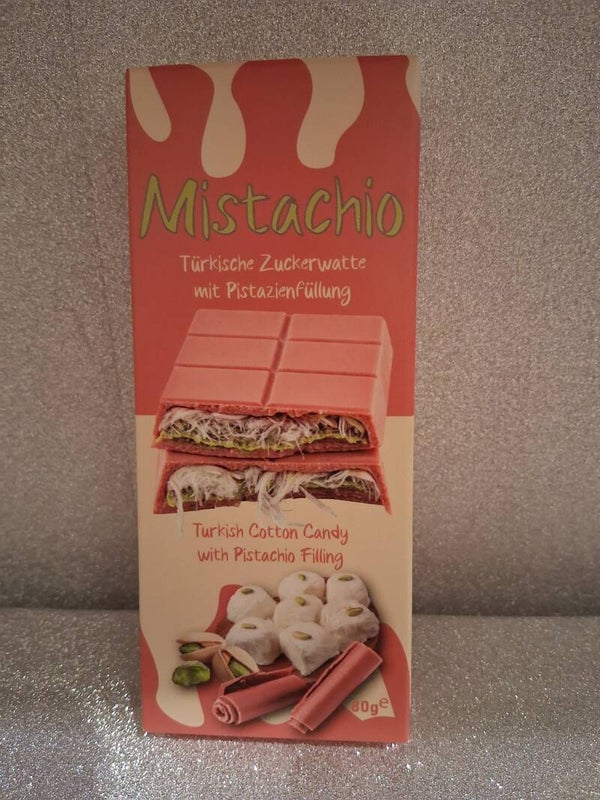 Mistachio
Türkische Zuckerwatte
mit Pistazienfüllung
Turkish Cotton Candy
with Pistachio Filling
80g℮